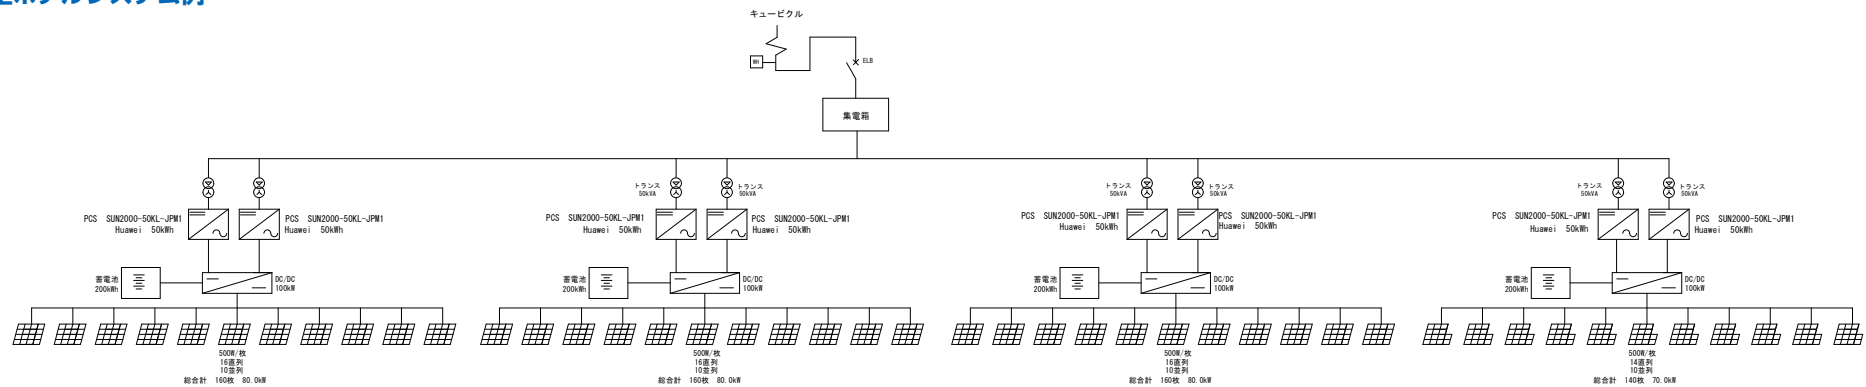 キュービクル
WH
ELB
集電箱
PCS SUN2000-50KL-JPM1
Huawei 50kWh
PCS SUN2000-50KL-JPM1
Huawei 50kWh
蓄電池
200kWh
DC/DC
100kW
500W/枚
16直列
10並列
総合計 160枚 80.0kW
トランス
50kVA
トランス
50kVA
PCS SUN2000-50KL-JPM1
Huawei 50kWh
PCS SUN2000-50KL-JPM1
Huawei 50kWh
蓄電池
200kWh
DC/DC
100kW
500W/枚
16直列
10並列
総合計 160枚 80.0kW
トランス
50kVA
トランス
50kVA
PCS SUN2000-50KL-JPM1
Huawei 50kWh
PCS SUN2000-50KL-JPM1
Huawei 50kWh
蓄電池
200kWh
DC/DC
100kW
500W/枚
16直列
10並列
総合計 160枚 80.0kW
トランス
50kVA
トランス
50kVA
PCS SUN2000-50KL-JPM1
Huawei 50kWh
PCS SUN2000-50KL-JPM1
Huawei 50kWh
蓄電池
200kWh
DC/DC
100kW
500W/枚
14直列
10並列
総合計 140枚 70.0kW